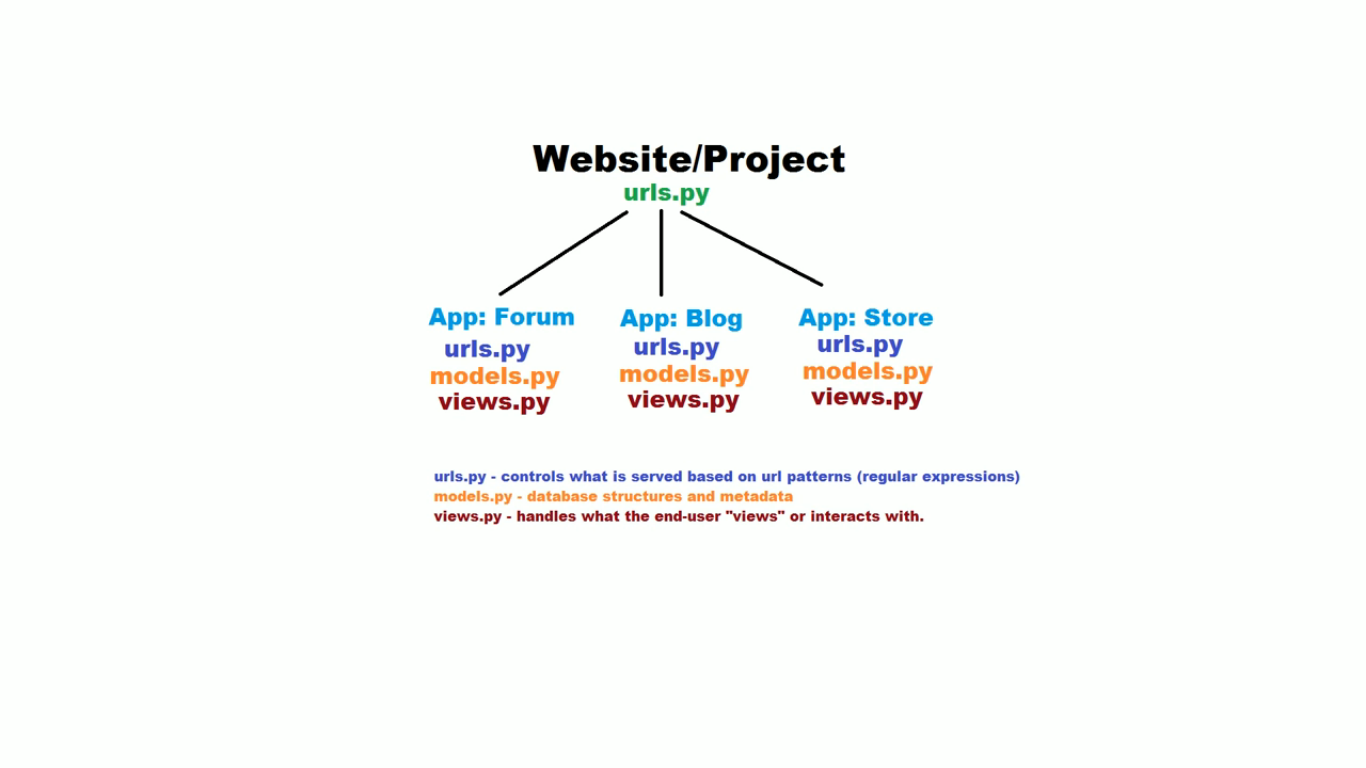 Website/Project
urls.py
App: Forum
urls.py
models.py
views.py
App: Blog
urls.py
models.py
views.py
App: Store
urls.py
models.py
views.py
urls.py - controls what is served based on url patterns (regular expressions)
models.py - database structures and metadata
views.py - handles what the end-user "views" or interacts with.